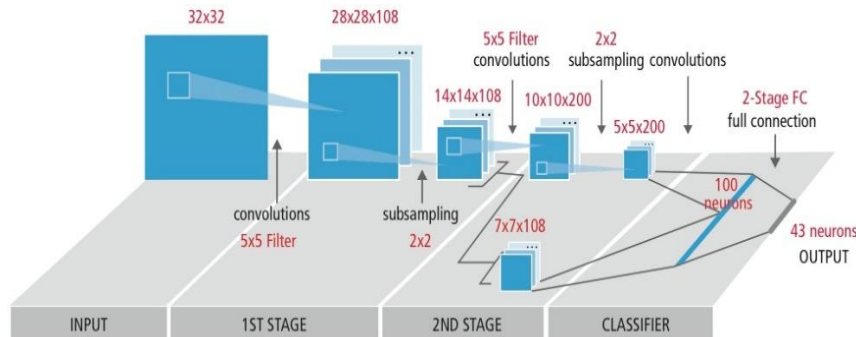 32x32
28x28x108
5x5 Filter
convolutions
2x2
subsampling
convolutions
14x14x108
10x10x200
5x5x200
2-Stage FC
full connection
convolutions
5x5 Filter
subsampling
2x2
7x7x108
100
neurons
43 neurons
OUTPUT
INPUT
1ST STAGE
2ND STAGE
CLASSIFIER